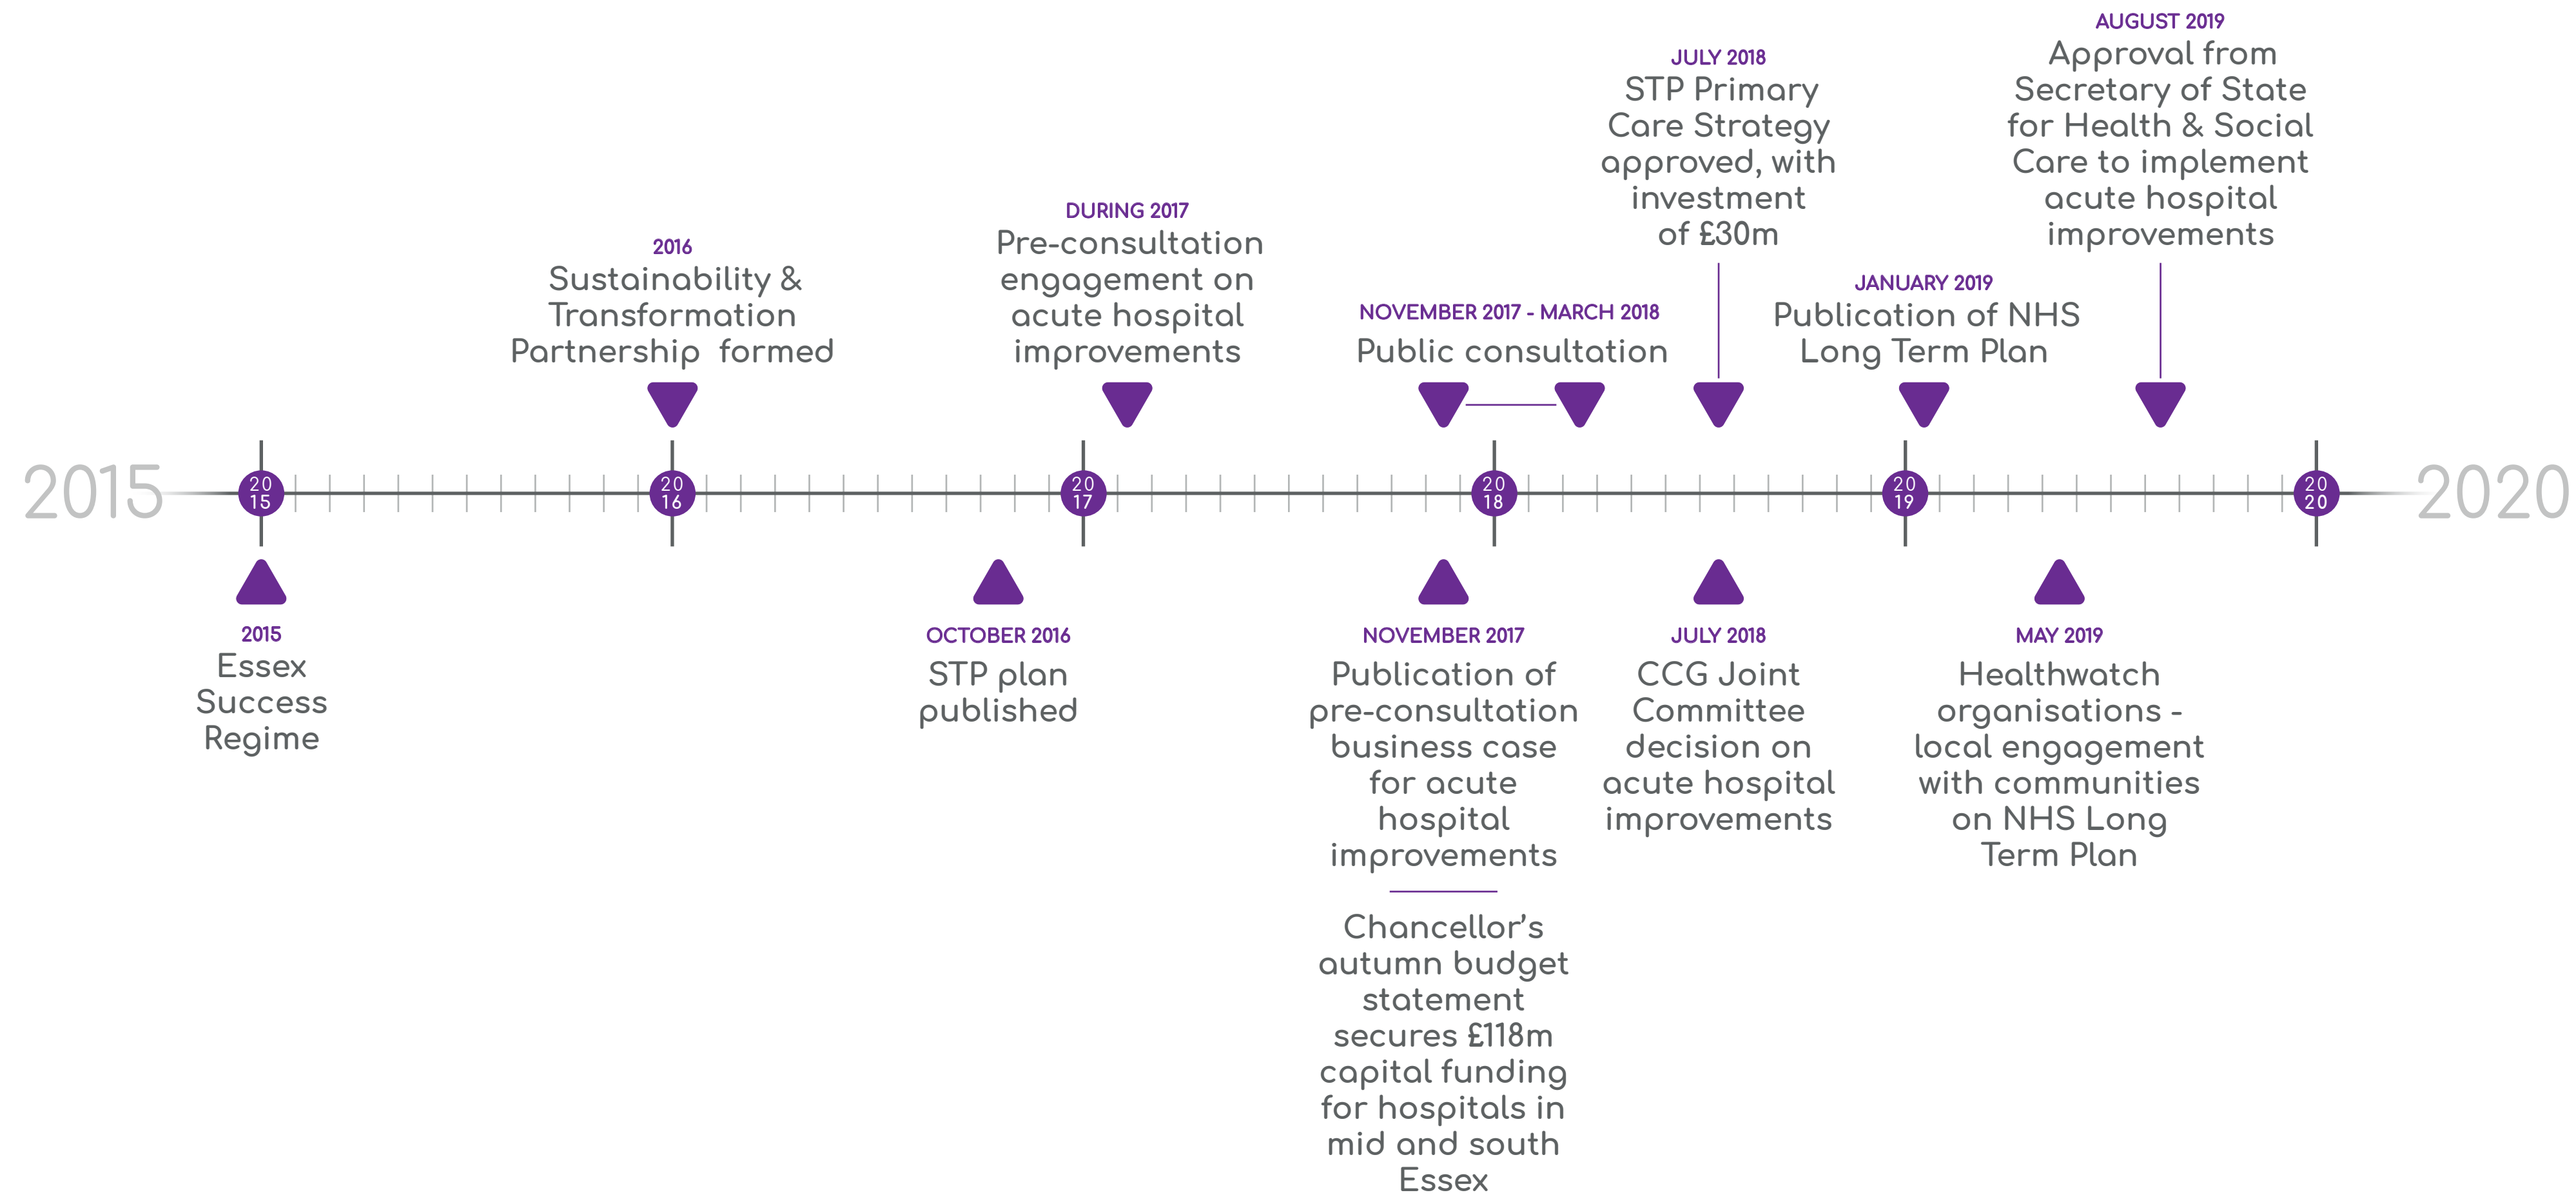 AUGUST 2019
Approval from
Secretary of State
for Health & Social
Care to implement
acute hospital
improvements
JULY 2018
STP Primary
Care Strategy
approved, with
investment
of £30m
DURING 2017
Pre-consultation
engagement on
acute hospital
improvements
2016
Sustainability &
Transformation
Partnership formed
NOVEMBER 2017 - MARCH 2018
Public consultation
JANUARY 2019
Publication of NHS
Long Term Plan
2015
20
15
20
16
20
17
20
18
20
19
20
20
2020
2015
Essex
Success
Regime
OCTOBER 2016
STP plan
published
NOVEMBER 2017
Publication of
pre-consultation
business case
for acute
hospital
improvements
Chancellor’s
autumn budget
statement
secures £118m
capital funding
for hospitals in
mid and south
Essex
JULY 2018
CCG Joint
Committee
decision on
acute hospital
improvements
MAY 2019
Healthwatch
organisations -
local engagement
with communities
on NHS Long
Term Plan